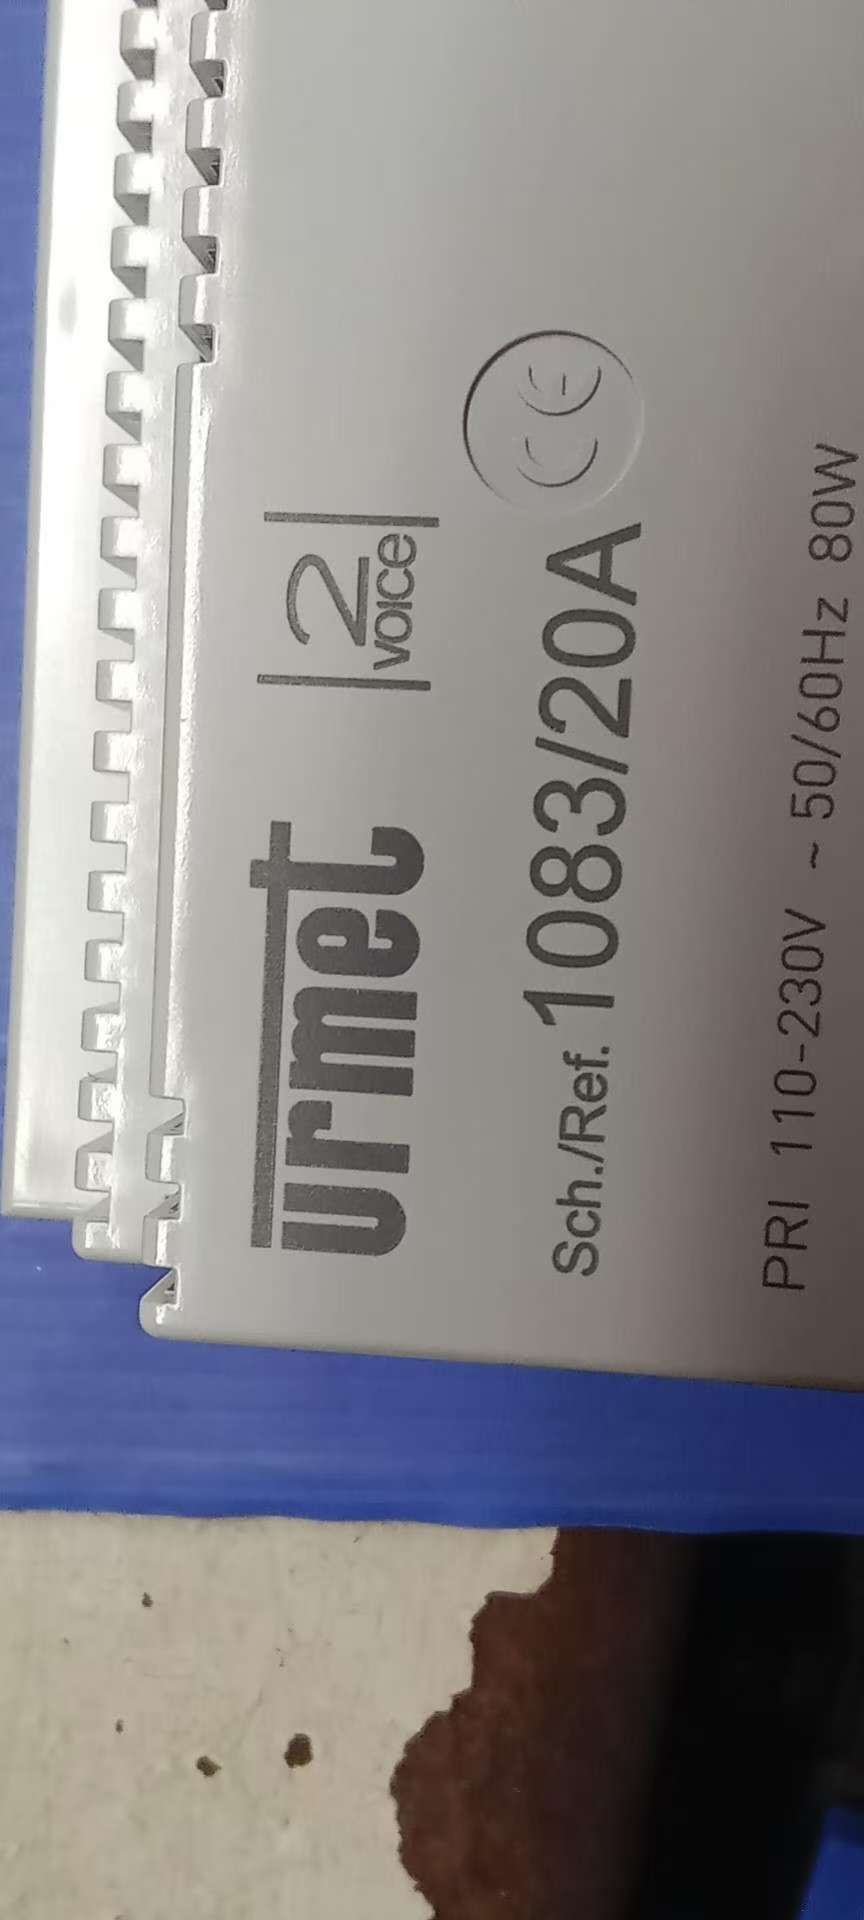 urmet 2 VOICE
Sch./Ref. 1083/20A CE
PRI 110-230V ~ 50/60Hz 80W